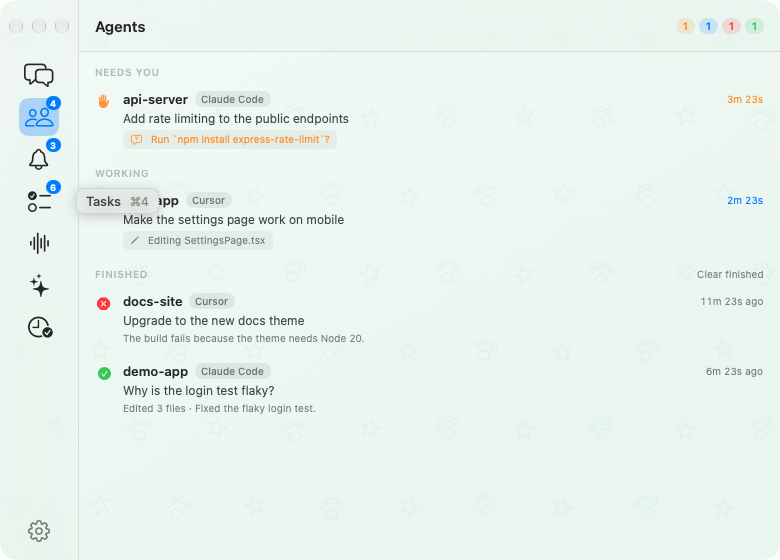 Agents
1 1 1 1
4
3
6
Tasks ⌘4
NEEDS YOU
api-server Claude Code 3m 23s
Add rate limiting to the public endpoints
Run `npm install express-rate-limit`?
WORKING
app Cursor 2m 23s
Make the settings page work on mobile
Editing SettingsPage.tsx
FINISHED Clear finished
docs-site Cursor 11m 23s ago
Upgrade to the new docs theme
The build fails because the theme needs Node 20.
demo-app Claude Code 6m 23s ago
Why is the login test flaky?
Edited 3 files · Fixed the flaky login test.